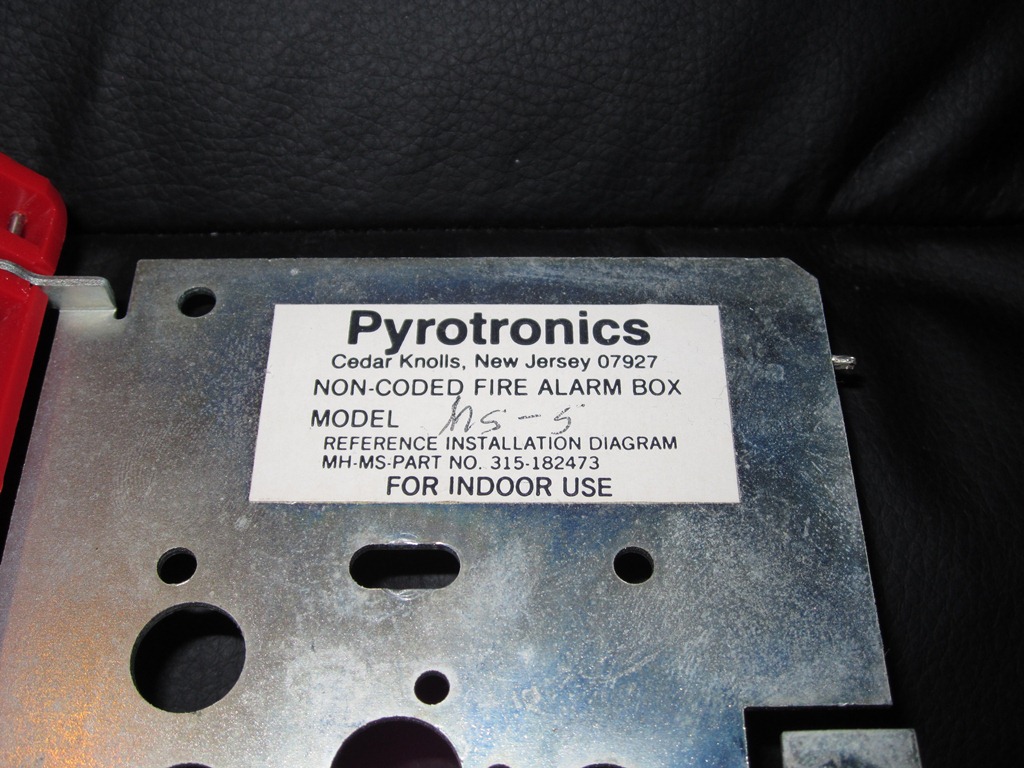 Pyrotronics
Cedar Knolls, New Jersey 07927
NON-CODED FIRE ALARM BOX
MODEL MS-5
REFERENCE INSTALLATION DIAGRAM
MH-MS-PART NO. 315-182473
FOR INDOOR USE